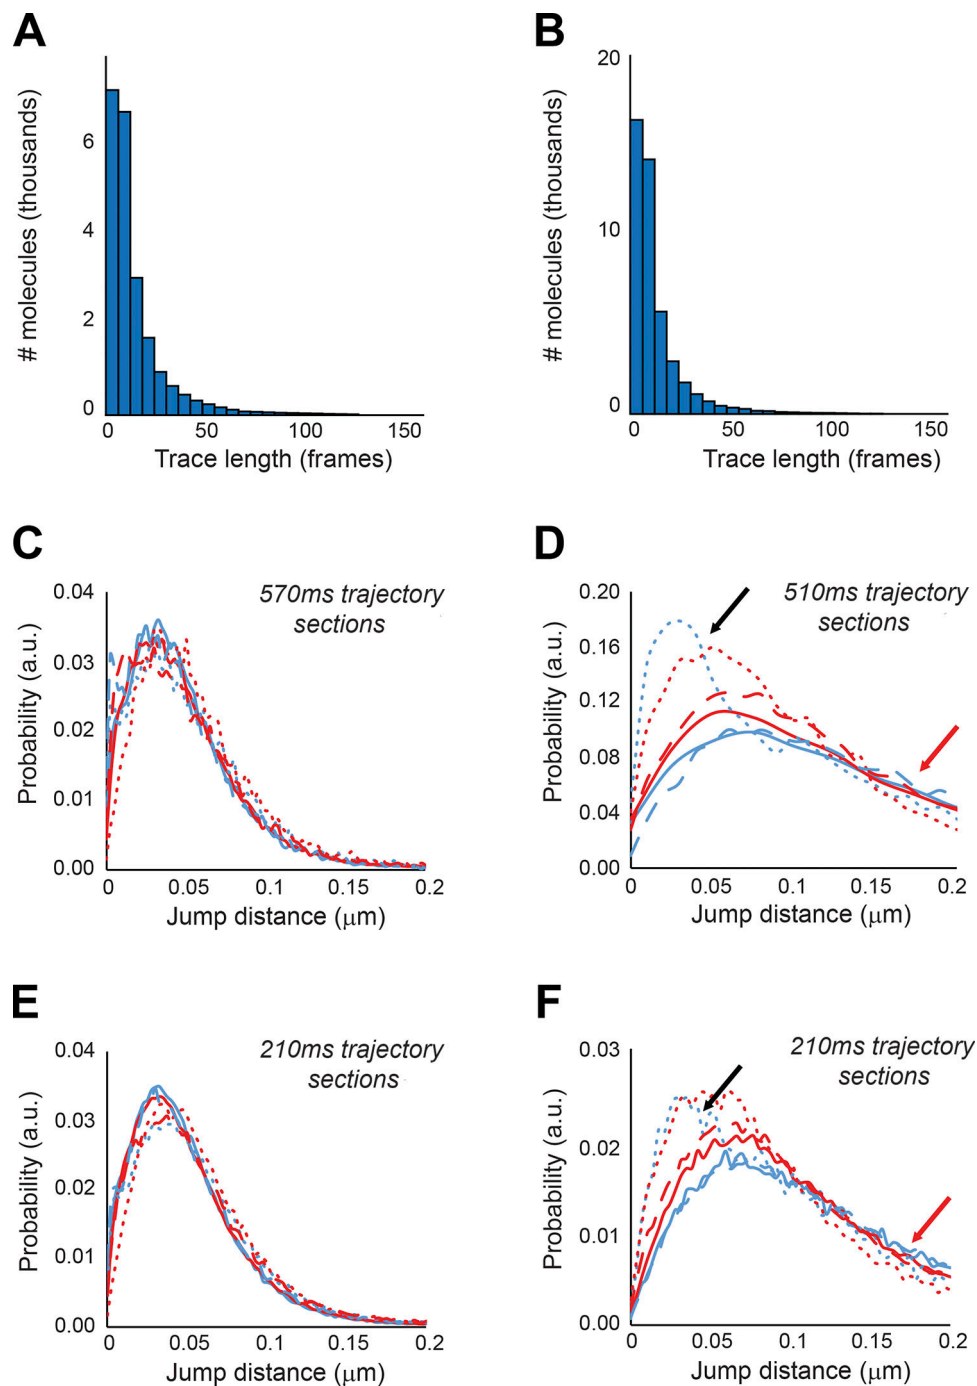 A
# molecules (thousands)
6
4
2
0
0
50
100
150
Trace length (frames)
B
# molecules (thousands)
20
10
0
0
50
100
150
Trace length (frames)
C
570ms trajectory
sections
Probability (a.u.)
0.04
0.03
0.02
0.01
0.00
0
0.05
0.1
0.15
0.2
Jump distance (μm)
D
510ms trajectory
sections
Probability (a.u.)
0.20
0.16
0.12
0.08
0.04
0.00
0
0.05
0.1
0.15
0.2
Jump distance (μm)
E
210ms trajectory
sections
Probability (a.u.)
0.04
0.03
0.02
0.01
0.00
0
0.05
0.1
0.15
0.2
Jump distance (μm)
F
210ms trajectory
sections
Probability (a.u.)
0.03
0.02
0.01
0.00
0
0.05
0.1
0.15
0.2
Jump distance (μm)